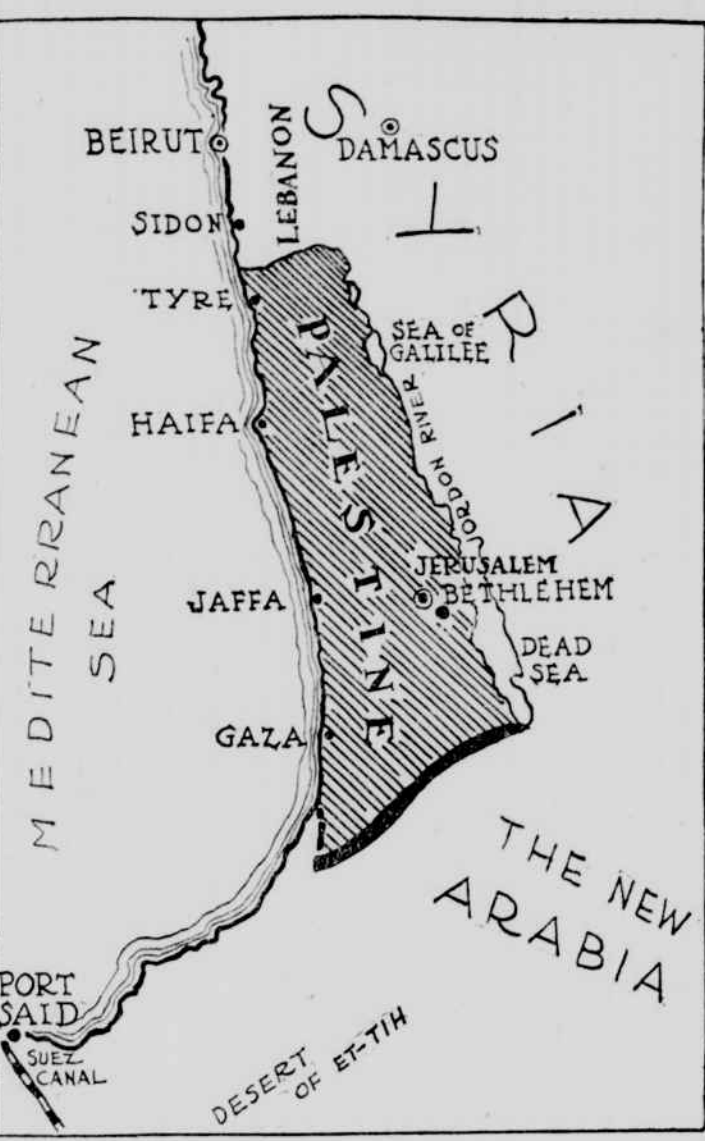 BEIRUT
LEBANON
SYRIA
DAMASCUS
SIDON
TYRE
PALESTINE
SEA OF
GALILEE
HAIFA
JORDON RIVER
MEDITERRANEAN
SEA
JAFFA
JERUSALEM
BETHLEHEM
DEAD
SEA
GAZA
THE NEW
ARABIA
PORT
SAID
SUEZ
CANAL
DESERT
OF ET-TIH